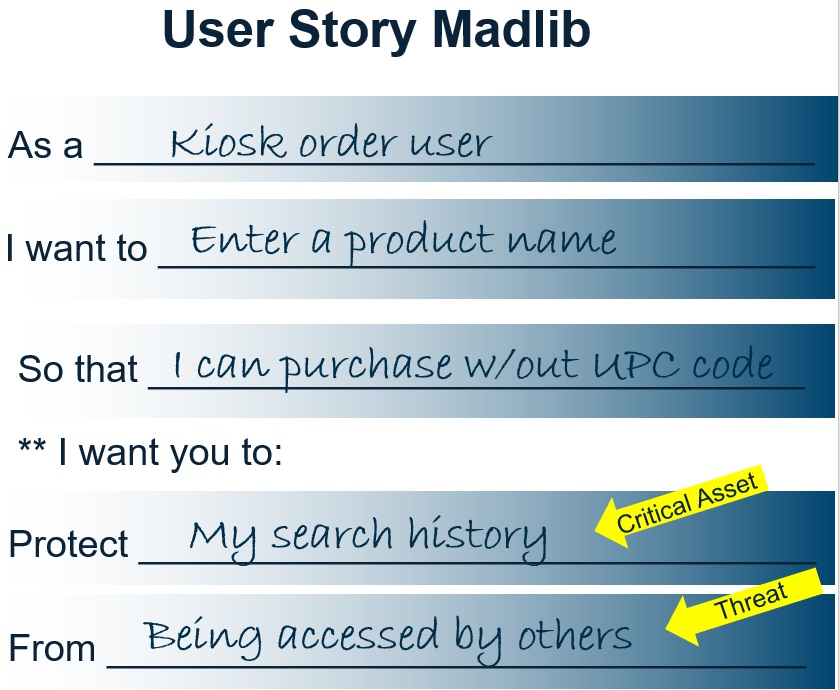 User Story Madlib
As a Kiosk order user
I want to Enter a product name
So that I can purchase w/out UPC code
** I want you to:
Critical Asset
Protect My search history
Threat
From Being accessed by others